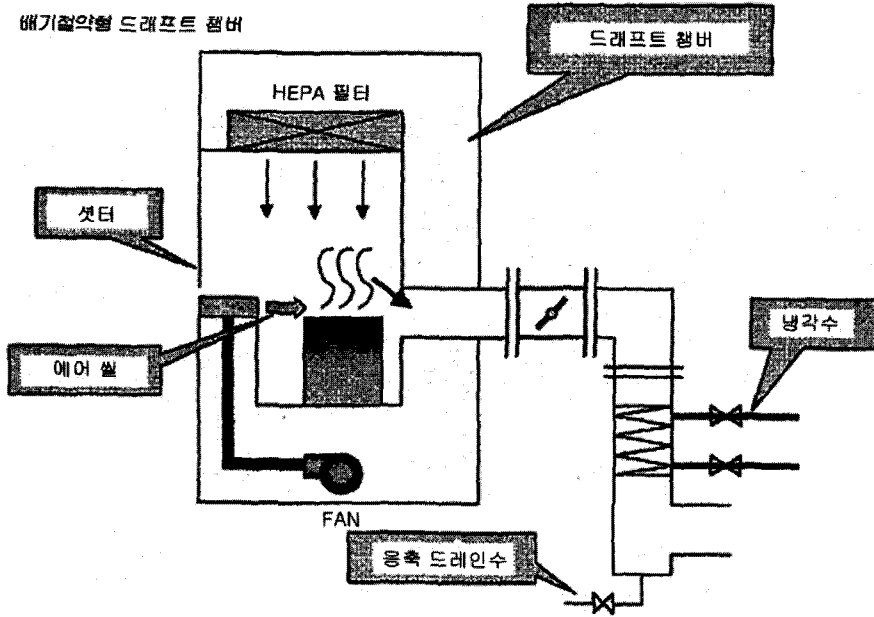 배기절약형 드래프트 챔버
드래프트 챔버
HEPA 필터
셧터
냉각수
에어 씰
FAN
응축 드레인수